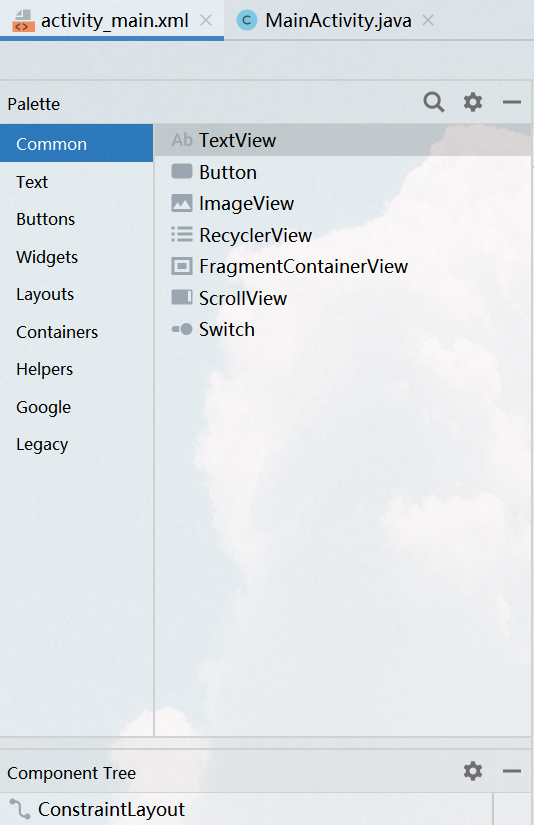 activity_main.xml MainActivity.java
Palette
Common
Text
Buttons
Widgets
Layouts
Containers
Helpers
Google
Legacy
Ab TextView
Button
ImageView
RecyclerView
FragmentContainerView
ScrollView
Switch
Component Tree
ConstraintLayout